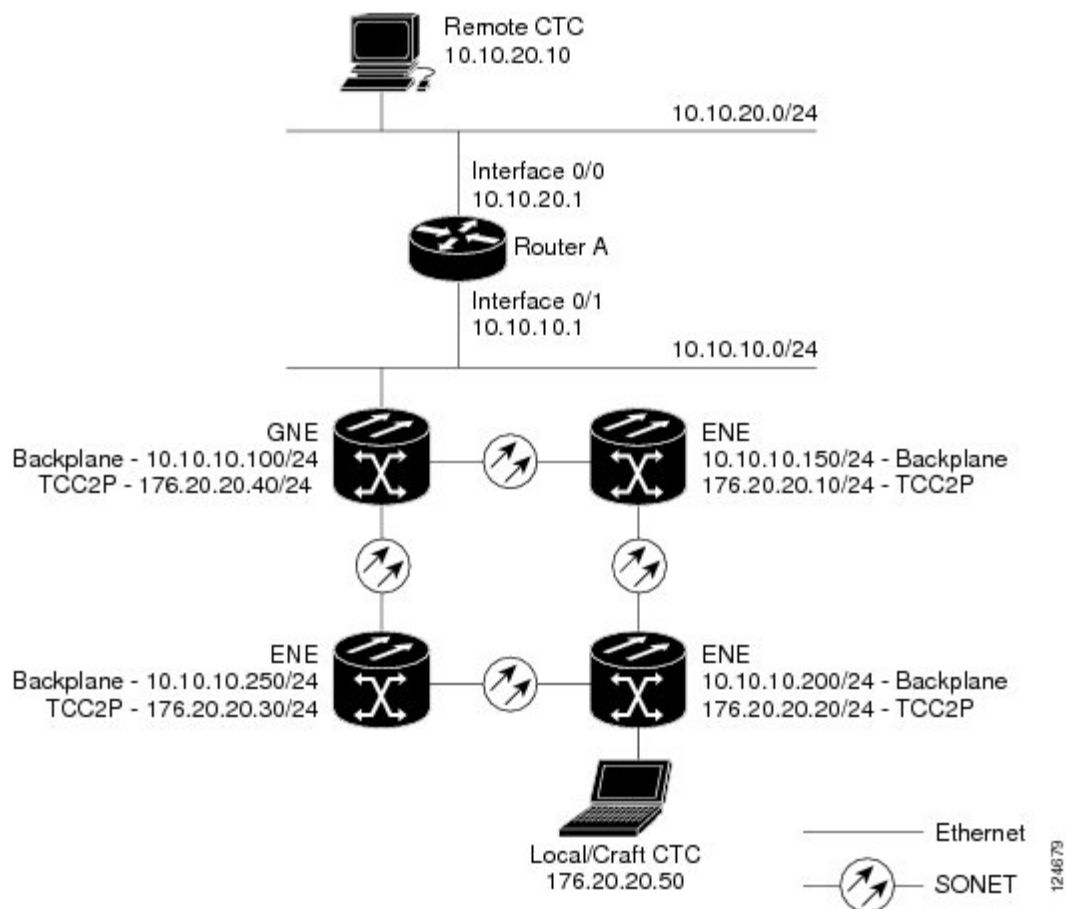 Remote CTC
10.10.20.10
10.10.20.0/24
Interface 0/0
10.10.20.1
Router A
Interface 0/1
10.10.10.1
10.10.10.0/24
GNE
Backplane - 10.10.10.100/24
TCC2P - 176.20.20.40/24
ENE
10.10.10.150/24 - Backplane
176.20.20.10/24 - TCC2P
ENE
Backplane - 10.10.10.250/24
TCC2P - 176.20.20.30/24
ENE
10.10.10.200/24 - Backplane
176.20.20.20/24 - TCC2P
Local/Craft CTC
176.20.20.50
Ethernet
SONET
124679